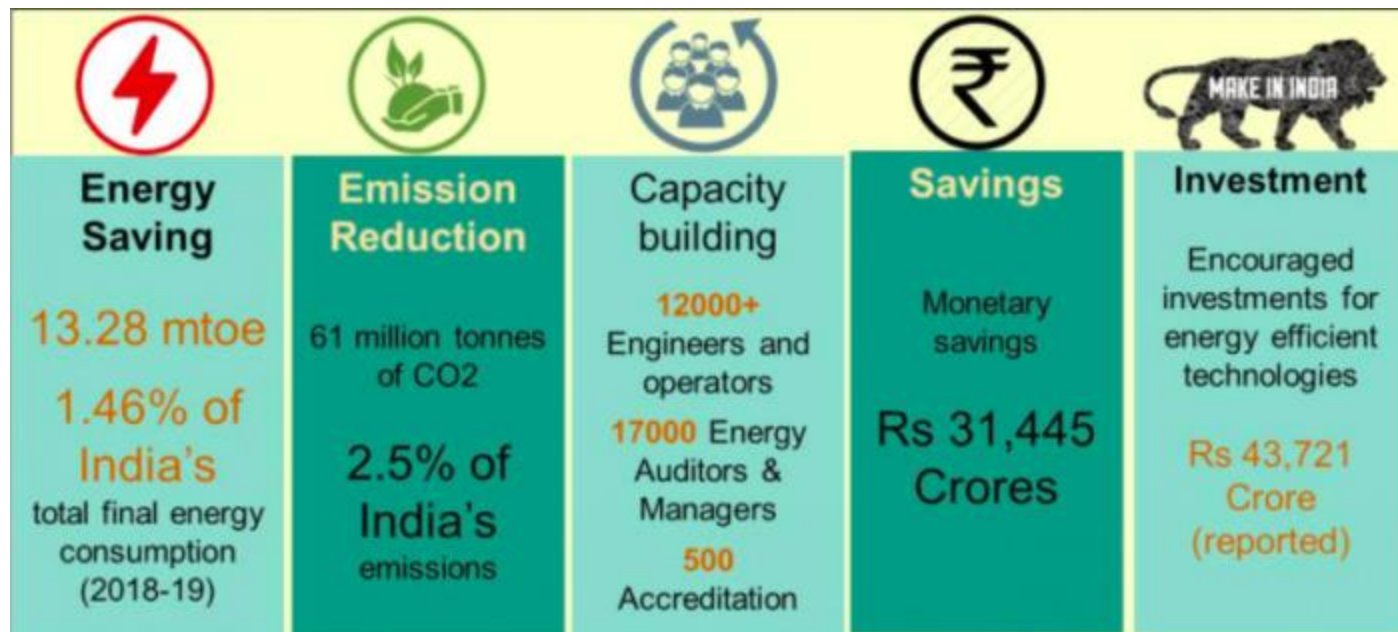 MAKE IN INDIA
Energy
Saving
13.28 mtoe
1.46% of
India's
total final energy
consumption
(2018-19)
Emission
Reduction
61 million tonnes
of CO2
2.5% of
India's
emissions
Capacity
building
12000+
Engineers and
operators
17000 Energy
Auditors &
Managers
500
Accreditation
Savings
Monetary
savings
Rs 31,445
Crores
Investment
Encouraged
investments for
energy efficient
technologies
Rs 43,721
Crore
(reported)